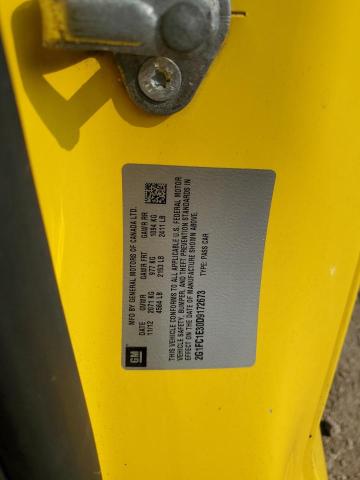 GM
MFD BY GENERAL MOTORS OF CANADA LTD.
DATE GVWR GAWR FRT GAWR RR
11/12 2071 KG 977 KG 1094 KG
4564 LB 2153 LB 2411 LB
THIS VEHICLE CONFORMS TO ALL APPLICABLE U.S. FEDERAL MOTOR
VEHICLE SAFETY, BUMPER, AND THEFT PREVENTION STANDARDS IN
EFFECT ON THE DATE OF MANUFACTURE SHOWN ABOVE.
2G1FC1E30D9172673 TYPE: PASS CAR